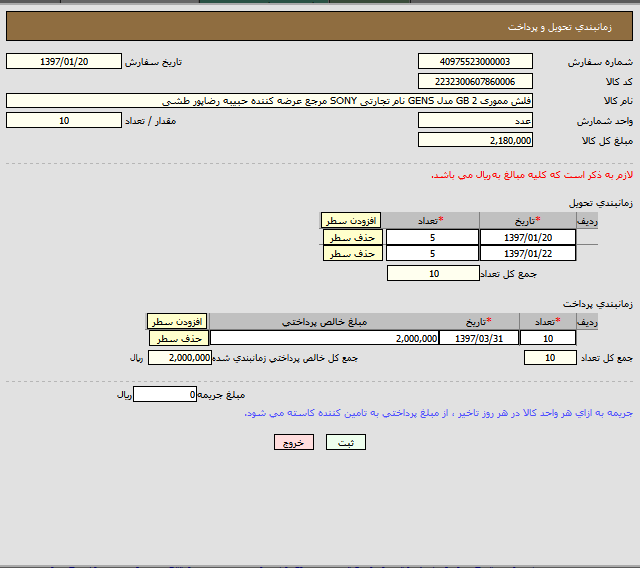 زمانبندي تحویل و پرداخت
شماره سفارش 40975523000003 تاریخ سفارش 1397/01/20
کد کالا 2232300607860006
نام کالا فلش مموری 2 GB مدل GENS نام تجارتی SONY مرجع عرضه کننده حبیبه رضاپور طشی
واحد شمارش عدد مقدار / تعداد 10
مبلغ کل کالا 2,180,000
لازم به ذکر است که کلیه مبالغ به ریال می باشد.
زمانبندي تحویل
ردیف *تاریخ *تعداد افزودن سطر
1397/01/20 5 حذف سطر
1397/01/22 5 حذف سطر
جمع کل تعداد 10
زمانبندي پرداخت
ردیف *تعداد *تاریخ مبلغ خالص پرداختي افزودن سطر
10 1397/03/31 2,000,000 حذف سطر
جمع کل تعداد 10 جمع کل خالص پرداختي زمانبندي شده 2,000,000 ریال
مبلغ جریمه 0 ریال
جریمه به ازاي هر واحد کالا در هر روز تاخیر ، از مبلغ پرداختي به تامین کننده کاسته مي شود.
ثبت خروج